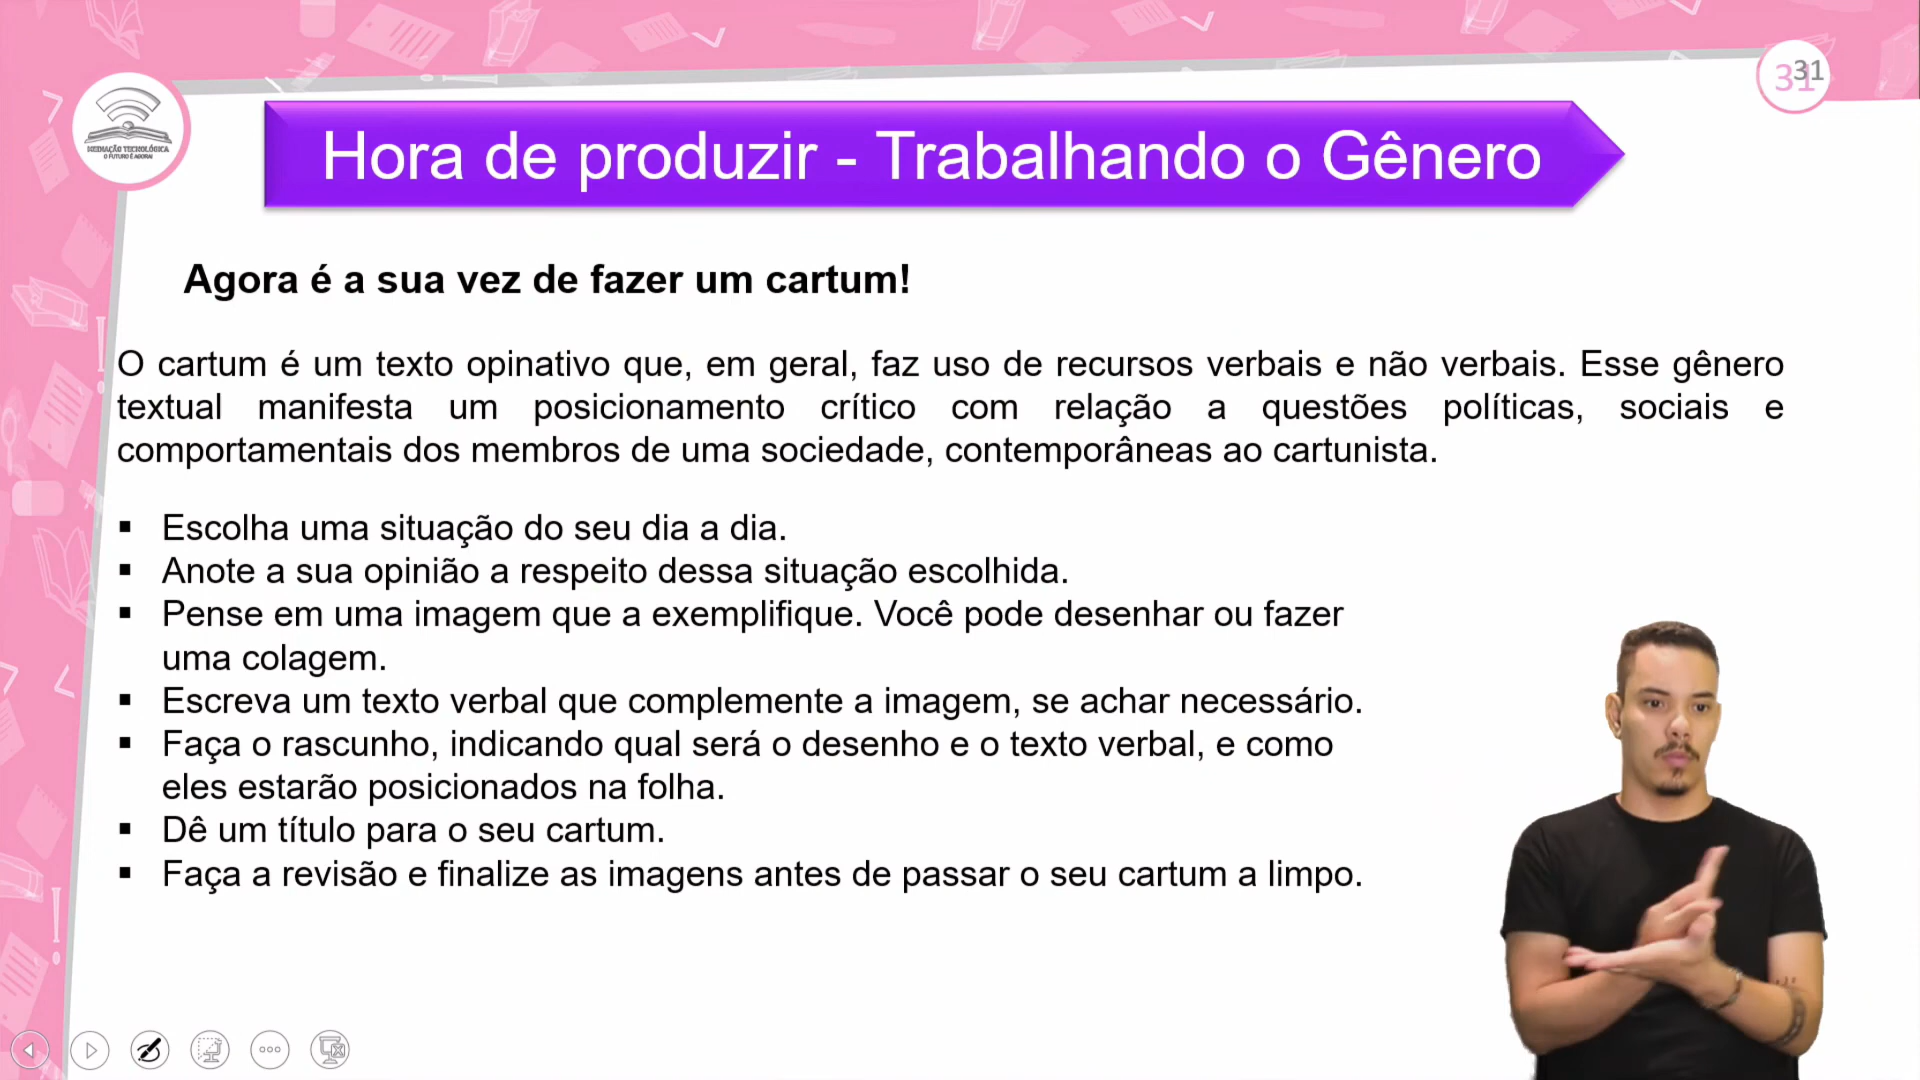 31
31
MEDIAÇÃO TECNOLÓGICA
O FUTURO É AGORA!
Hora de produzir - Trabalhando o Gênero
Agora é a sua vez de fazer um cartum!
O cartum é um texto opinativo que, em geral, faz uso de recursos verbais e não verbais. Esse gênero
textual manifesta um posicionamento crítico com relação a questões políticas, sociais e
comportamentais dos membros de uma sociedade, contemporâneas ao cartunista.
▪ Escolha uma situação do seu dia a dia.
▪ Anote a sua opinião a respeito dessa situação escolhida.
▪ Pense em uma imagem que a exemplifique. Você pode desenhar ou fazer
uma colagem.
▪ Escreva um texto verbal que complemente a imagem, se achar necessário.
▪ Faça o rascunho, indicando qual será o desenho e o texto verbal, e como
eles estarão posicionados na folha.
▪ Dê um título para o seu cartum.
▪ Faça a revisão e finalize as imagens antes de passar o seu cartum a limpo.